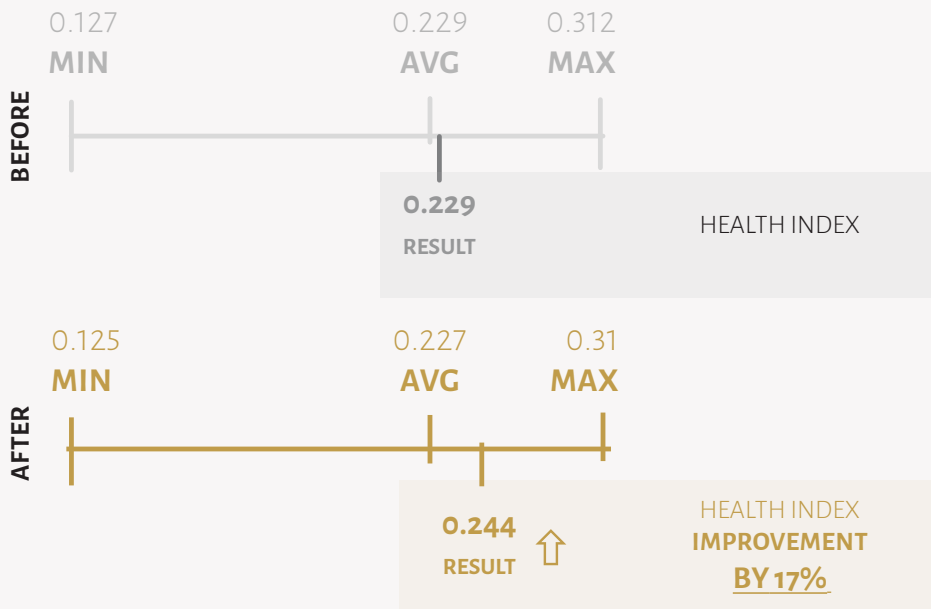 0.127 0.229 0.312
MIN AVG MAX
BEFORE
0.229
RESULT
HEALTH INDEX
0.125 0.227 0.31
MIN AVG MAX
AFTER
0.244
RESULT
HEALTH INDEX
IMPROVEMENT
BY 17%